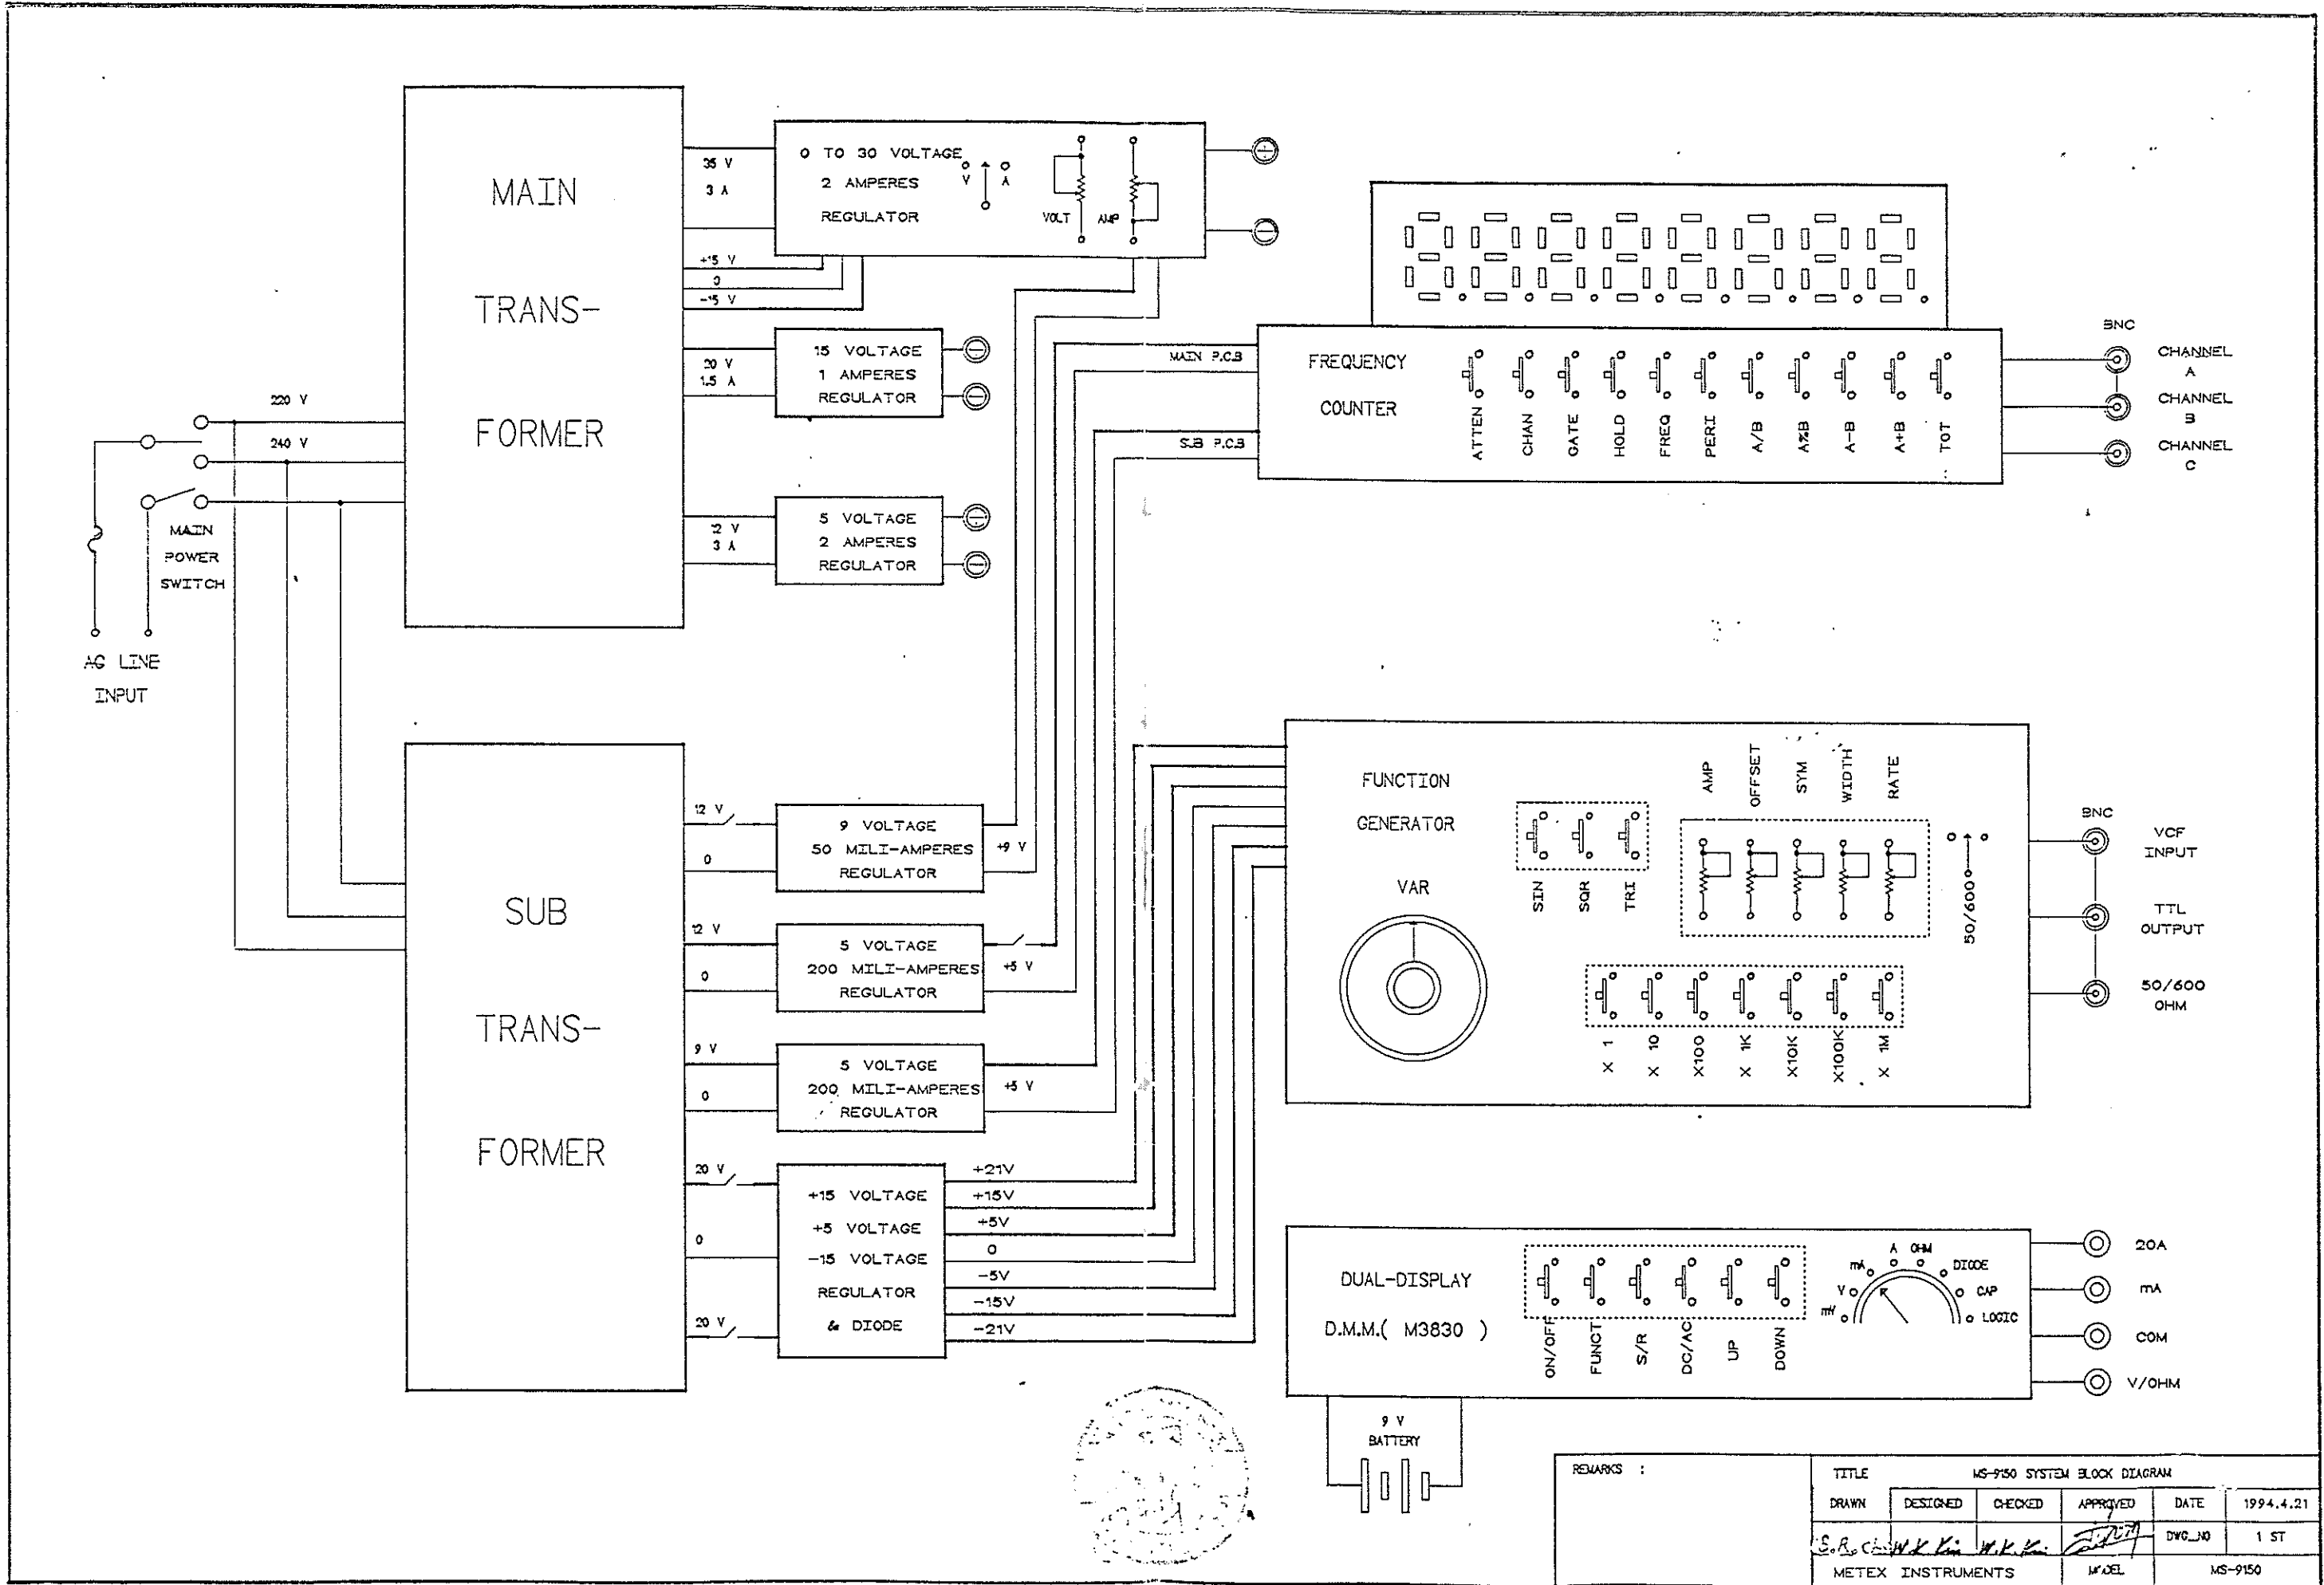 MAIN
TRANS-
FORMER
35 V
3 A
+15 V
0
-15 V
20 V
1.5 A
12 V
3 A
0 TO 30 VOLTAGE
2 AMPERES
REGULATOR
V
A
VOLT
AMP
15 VOLTAGE
1 AMPERES
REGULATOR
5 VOLTAGE
2 AMPERES
REGULATOR
220 V
240 V
MAIN
POWER
SWITCH
AC LINE
INPUT
MAIN P.C.B
SUB P.C.B
FREQUENCY
COUNTER
ATTEN
CHAN
GATE
HOLD
FREQ
PERI
A/B
A%B
A-B
A+B
TOT
BNC
CHANNEL
A
CHANNEL
B
CHANNEL
C
SUB
TRANS-
FORMER
12 V
0
12 V
0
9 V
0
20 V
0
20 V
9 VOLTAGE
50 MILI-AMPERES
REGULATOR
+9 V
5 VOLTAGE
200 MILI-AMPERES
REGULATOR
+5 V
5 VOLTAGE
200 MILI-AMPERES
REGULATOR
+5 V
+15 VOLTAGE
+5 VOLTAGE
-15 VOLTAGE
REGULATOR
& DIODE
+21V
+15V
+5V
0
-5V
-15V
-21V
FUNCTION
GENERATOR
VAR
SIN
SQR
TRI
AMP
OFFSET
SYM
WIDTH
RATE
50/600
X 1
X 10
X100
X 1K
X10K
X100K
X 1M
BNC
VCF
INPUT
TTL
OUTPUT
50/600
OHM
DUAL-DISPLAY
D.M.M.( M3830 )
ON/OFF
FUNCT
S/R
DC/AC
UP
DOWN
mV
V
mA
A
OHM
DIODE
CAP
LOGIC
20A
mA
COM
V/OHM
9 V
BATTERY
REMARKS :
TITLE MS-9150 SYSTEM BLOCK DIAGRAM
DRAWN DESIGNED CHECKED APPROVED DATE 1994.4.21
W.K. Kim W.K. Kim DWG_NO 1 ST
METEX INSTRUMENTS MODEL MS-9150